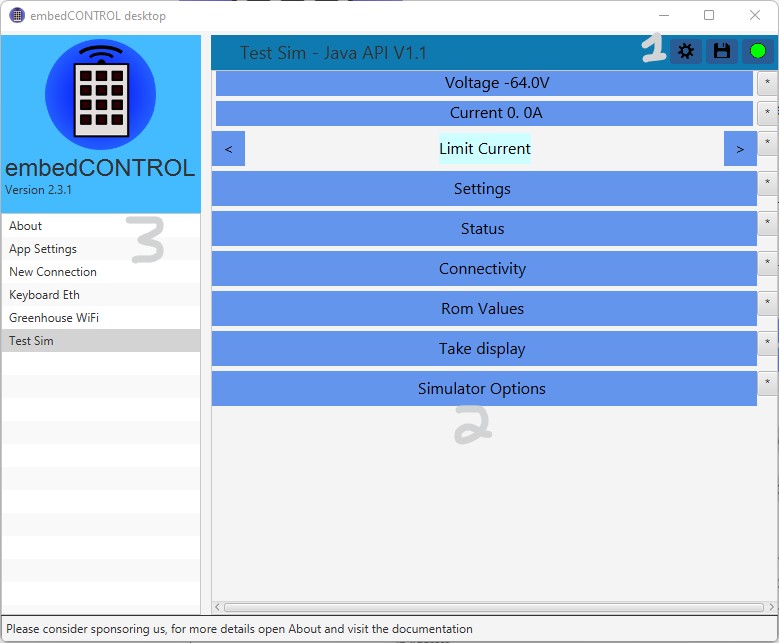 embedCONTROL desktop
embedCONTROL
Version 2.3.1
About
App Settings
New Connection
Keyboard Eth
Greenhouse WiFi
Test Sim
3
Test Sim - Java API V1.1
1
Voltage -64.0V
*
Current 0. 0A
*
< Limit Current >
*
Settings
*
Status
*
Connectivity
*
Rom Values
*
Take display
*
Simulator Options
*
2
Please consider sponsoring us, for more details open About and visit the documentation